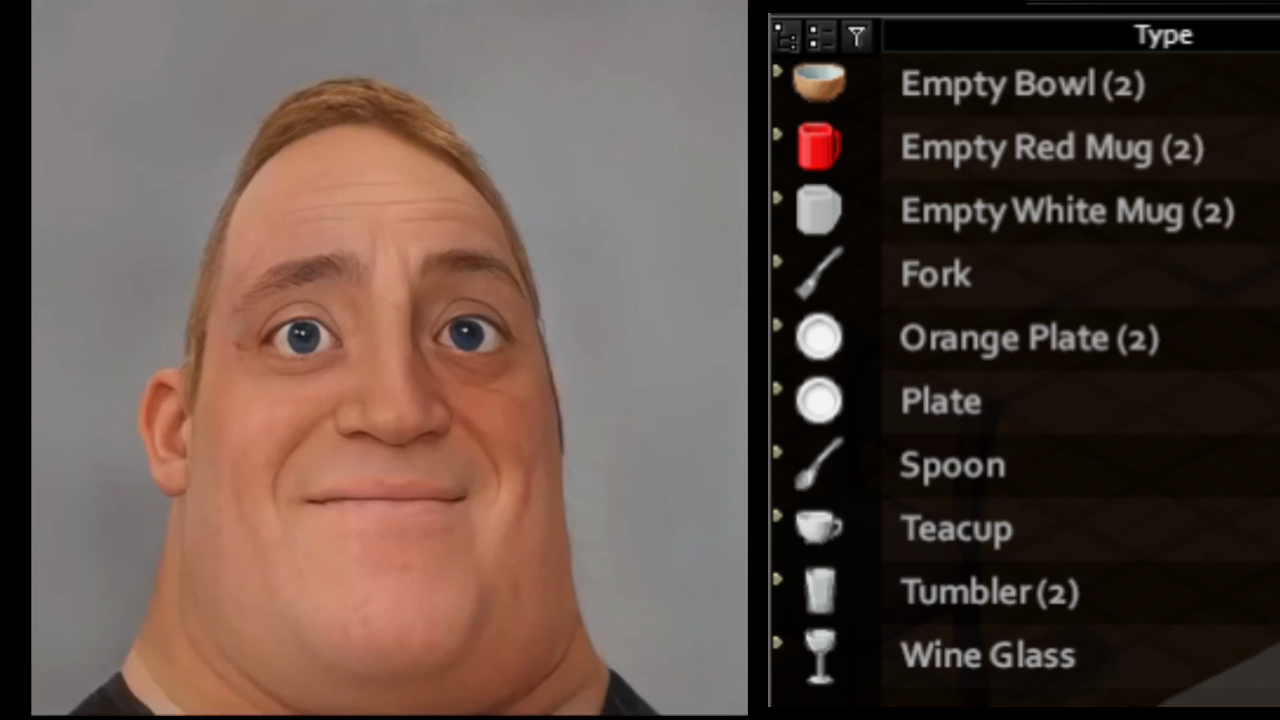 Type
Empty Bowl (2)
Empty Red Mug (2)
Empty White Mug (2)
Fork
Orange Plate (2)
Plate
Spoon
Teacup
Tumbler (2)
Wine Glass